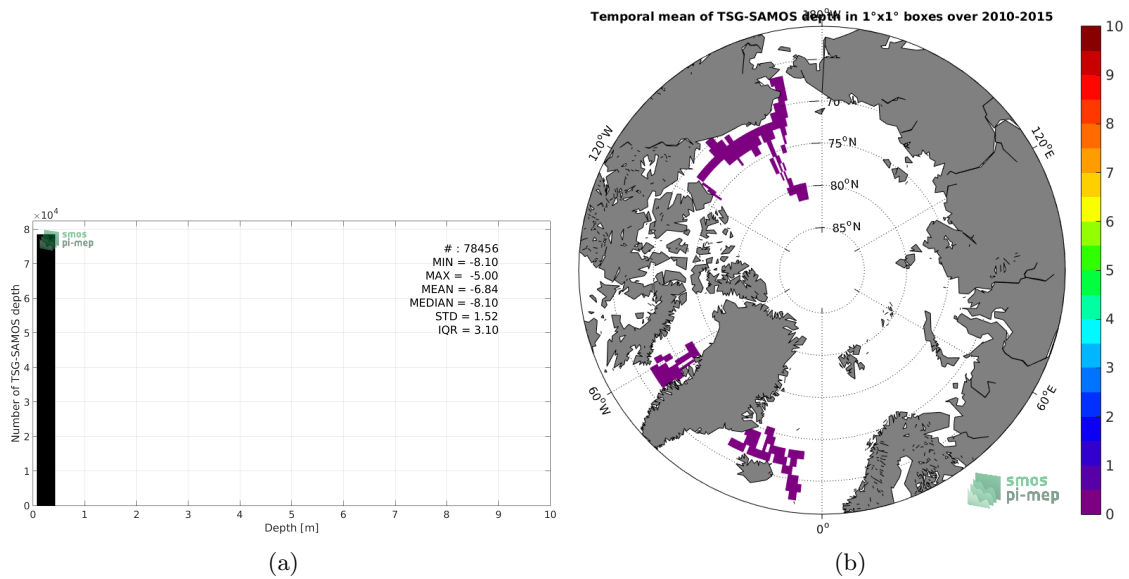 Temporal mean of TSG-SAMOS depth in 1°x1° boxes over 2010-2015
180°W
×10⁴
8
7
6
5
4
3
2
1
0
Number of TSG-SAMOS depth
smos
pi-mep
# : 78456
MIN = -8.10
MAX = -5.00
MEAN = -6.84
MEDIAN = -8.10
STD = 1.52
IQR = 3.10
0 1 2 3 4 5 6 7 8 9 10
Depth [m]
(a)
120°W
120°E
70
75°N
80°N
85°N
60°W
60°E
0°
smos
pi-mep
10
9
8
7
6
5
4
3
2
1
0
(b)